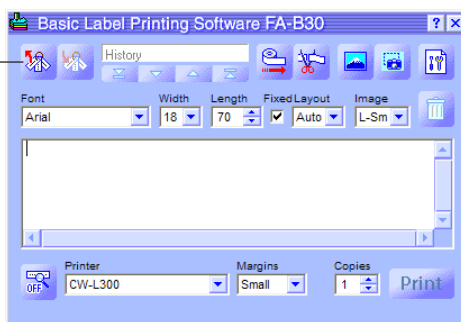 Basic Label Printing Software FA-B30 ? ×
History
Font Width Length Fixed Layout Image
Arial 18 70 Auto L-Sm
Printer Margins Copies
OFF CW-L300 Small 1 Print